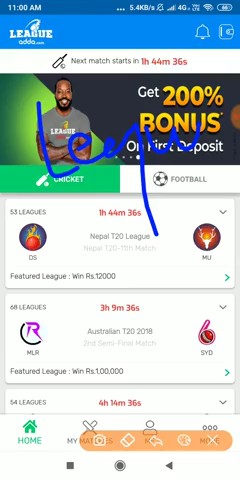 11:00 AM ... 5.4KB/s 4G 66
LEAGUE
adda.com
Next match starts in 1h 44m 36s
Get 200%
BONUS*
On First Deposit
LEAGUE
Leagu
CRICKET
FOOTBALL
53 LEAGUES 1h 44m 36s
Nepal T20 League
Nepal T20-11th Match
DS MU
Featured League : Win Rs.12000
68 LEAGUES 3h 9m 36s
Australian T20 2018
2nd Semi-Final Match
MLR SYD
Featured League : Win Rs.1,00,000
54 LEAGUES 4h 14m 36s
HOME